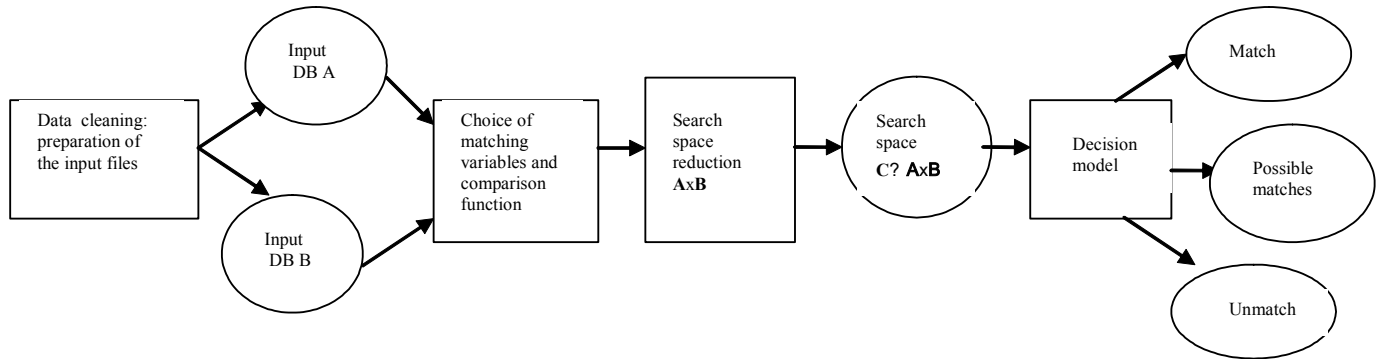 Data cleaning:
preparation of
the input files
Input
DB A
Input
DB B
Choice of
matching
variables and
comparison
function
Search
space
reduction
AxB
Search
space
C? AxB
Decision
model
Match
Possible
matches
Unmatch